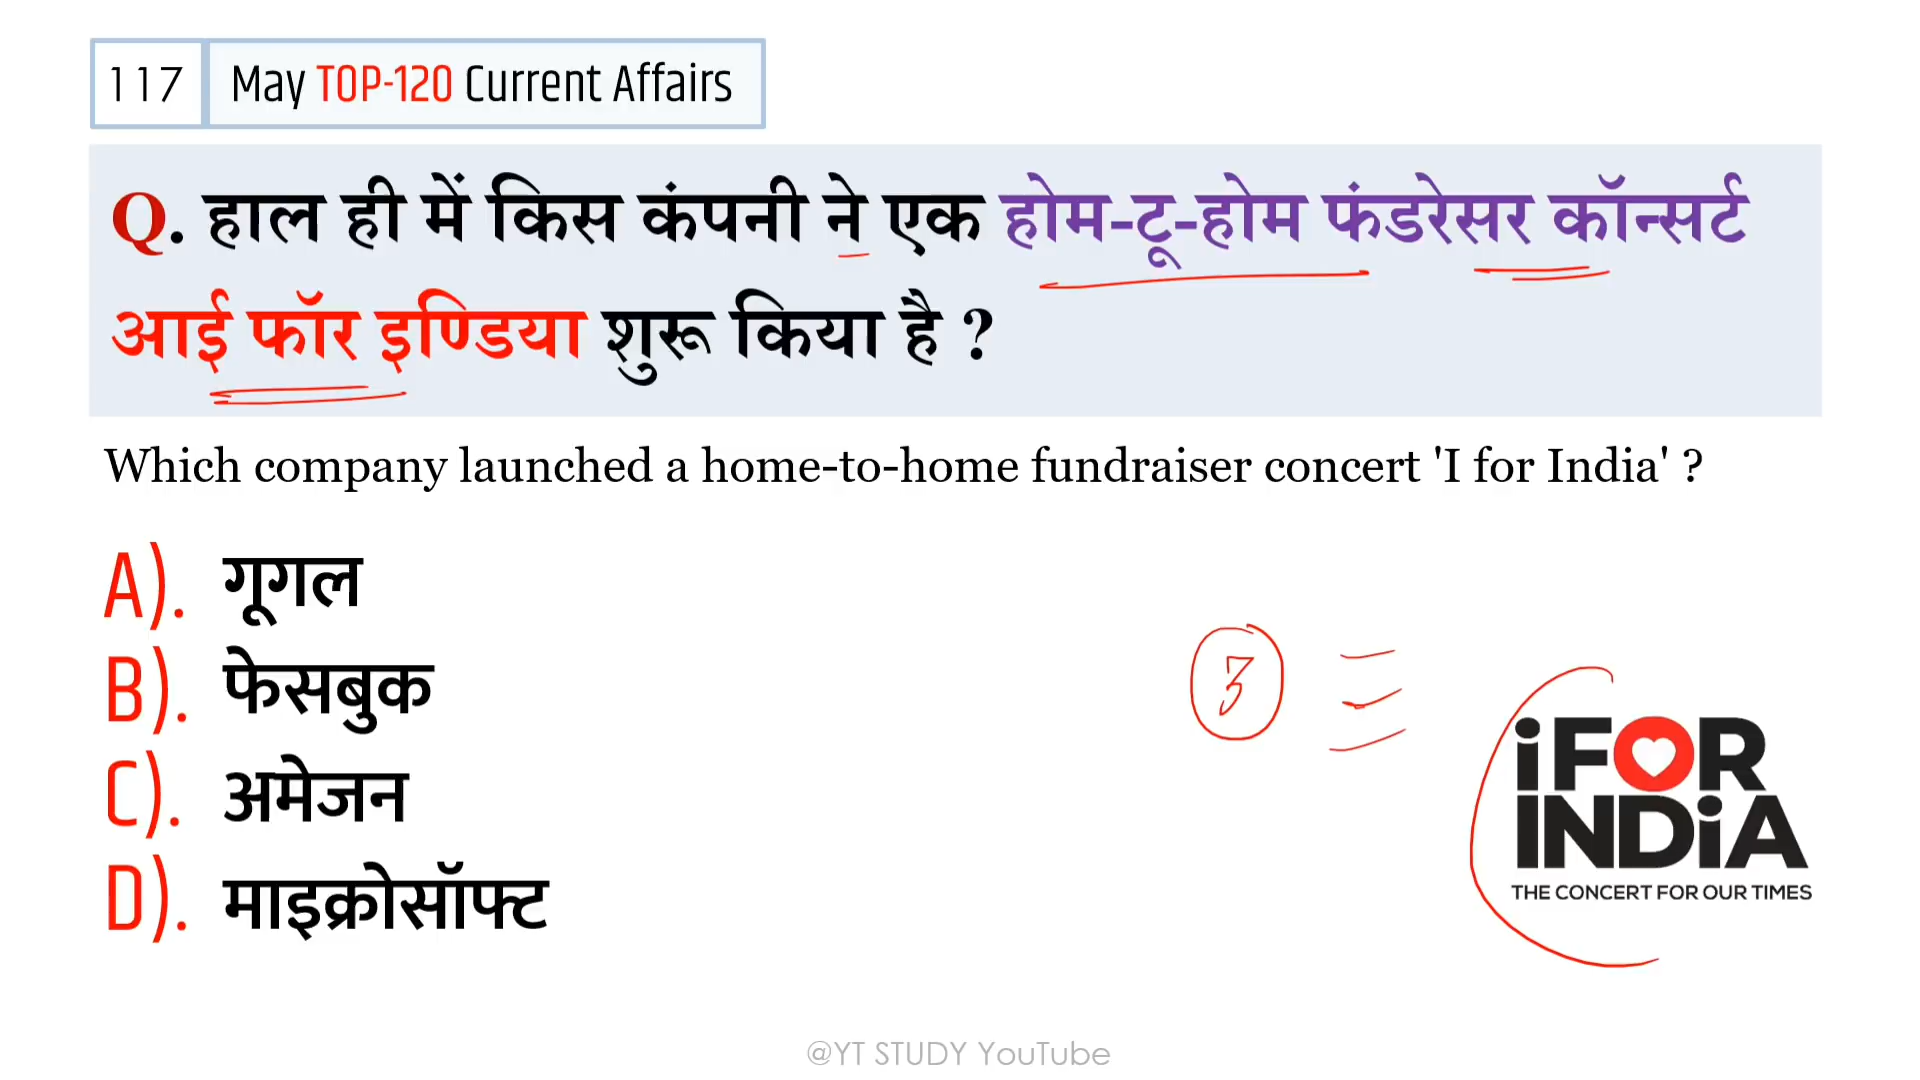 117 May TOP-120 Current Affairs
Q. हाल ही में किस कंपनी ने एक होम-टू-होम फंडरेसर कॉन्सर्ट
आई फॉर इण्डिया शुरू किया है ?
Which company launched a home-to-home fundraiser concert 'I for India' ?
A). गूगल
B). फेसबुक
C). अमेजन
D). माइक्रोसॉफ्ट
3
iFOR
INDiA
THE CONCERT FOR OUR TIMES
@YT STUDY YouTube